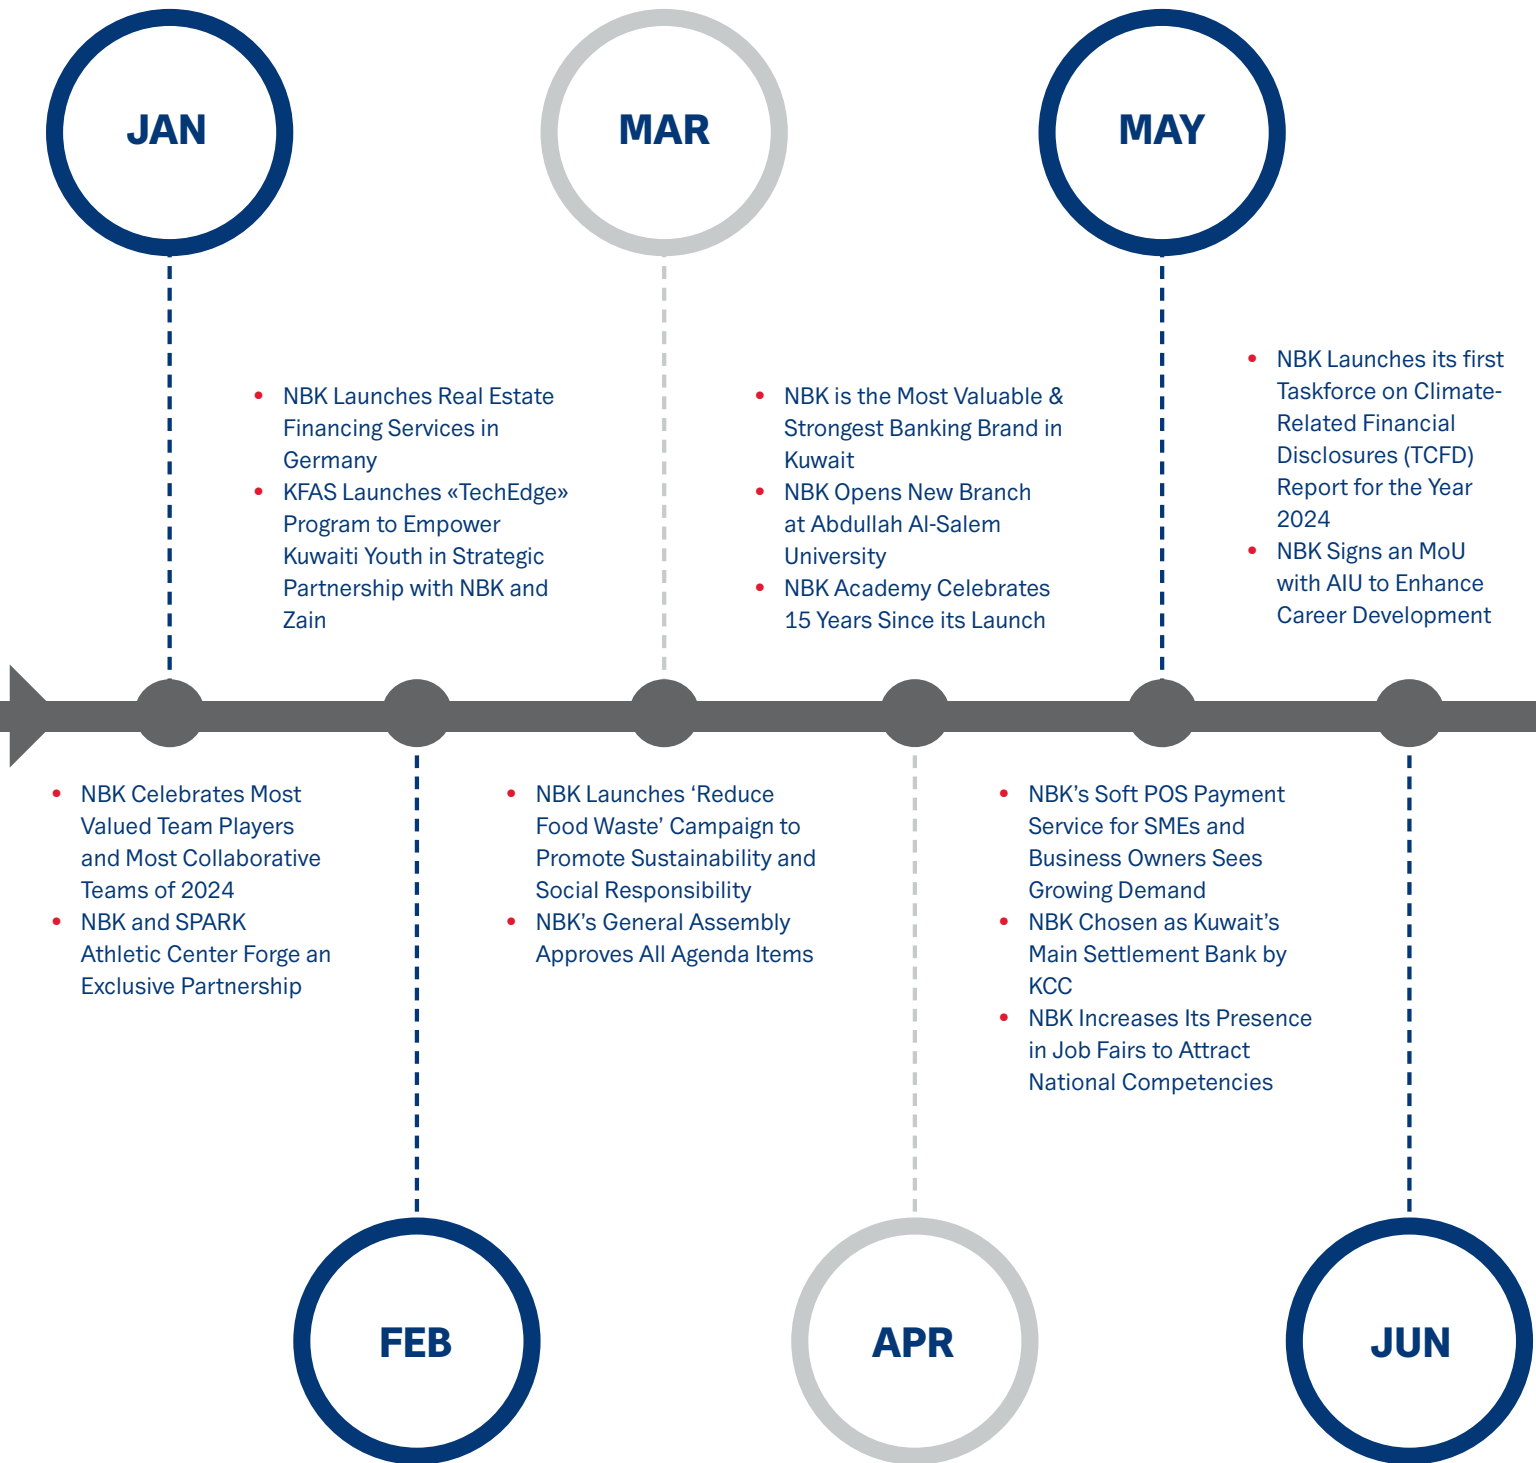 JAN
MAR
MAY
• NBK Launches Real Estate
Financing Services in
Germany
• KFAS Launches «TechEdge»
Program to Empower
Kuwaiti Youth in Strategic
Partnership with NBK and
Zain
• NBK is the Most Valuable &
Strongest Banking Brand in
Kuwait
• NBK Opens New Branch
at Abdullah Al-Salem
University
• NBK Academy Celebrates
15 Years Since its Launch
• NBK Launches its first
Taskforce on Climate-
Related Financial
Disclosures (TCFD)
Report for the Year
2024
• NBK Signs an MoU
with AIU to Enhance
Career Development
• NBK Celebrates Most
Valued Team Players
and Most Collaborative
Teams of 2024
• NBK and SPARK
Athletic Center Forge an
Exclusive Partnership
• NBK Launches ‘Reduce
Food Waste’ Campaign to
Promote Sustainability and
Social Responsibility
• NBK’s General Assembly
Approves All Agenda Items
• NBK’s Soft POS Payment
Service for SMEs and
Business Owners Sees
Growing Demand
• NBK Chosen as Kuwait’s
Main Settlement Bank by
KCC
• NBK Increases Its Presence
in Job Fairs to Attract
National Competencies
FEB
APR
JUN